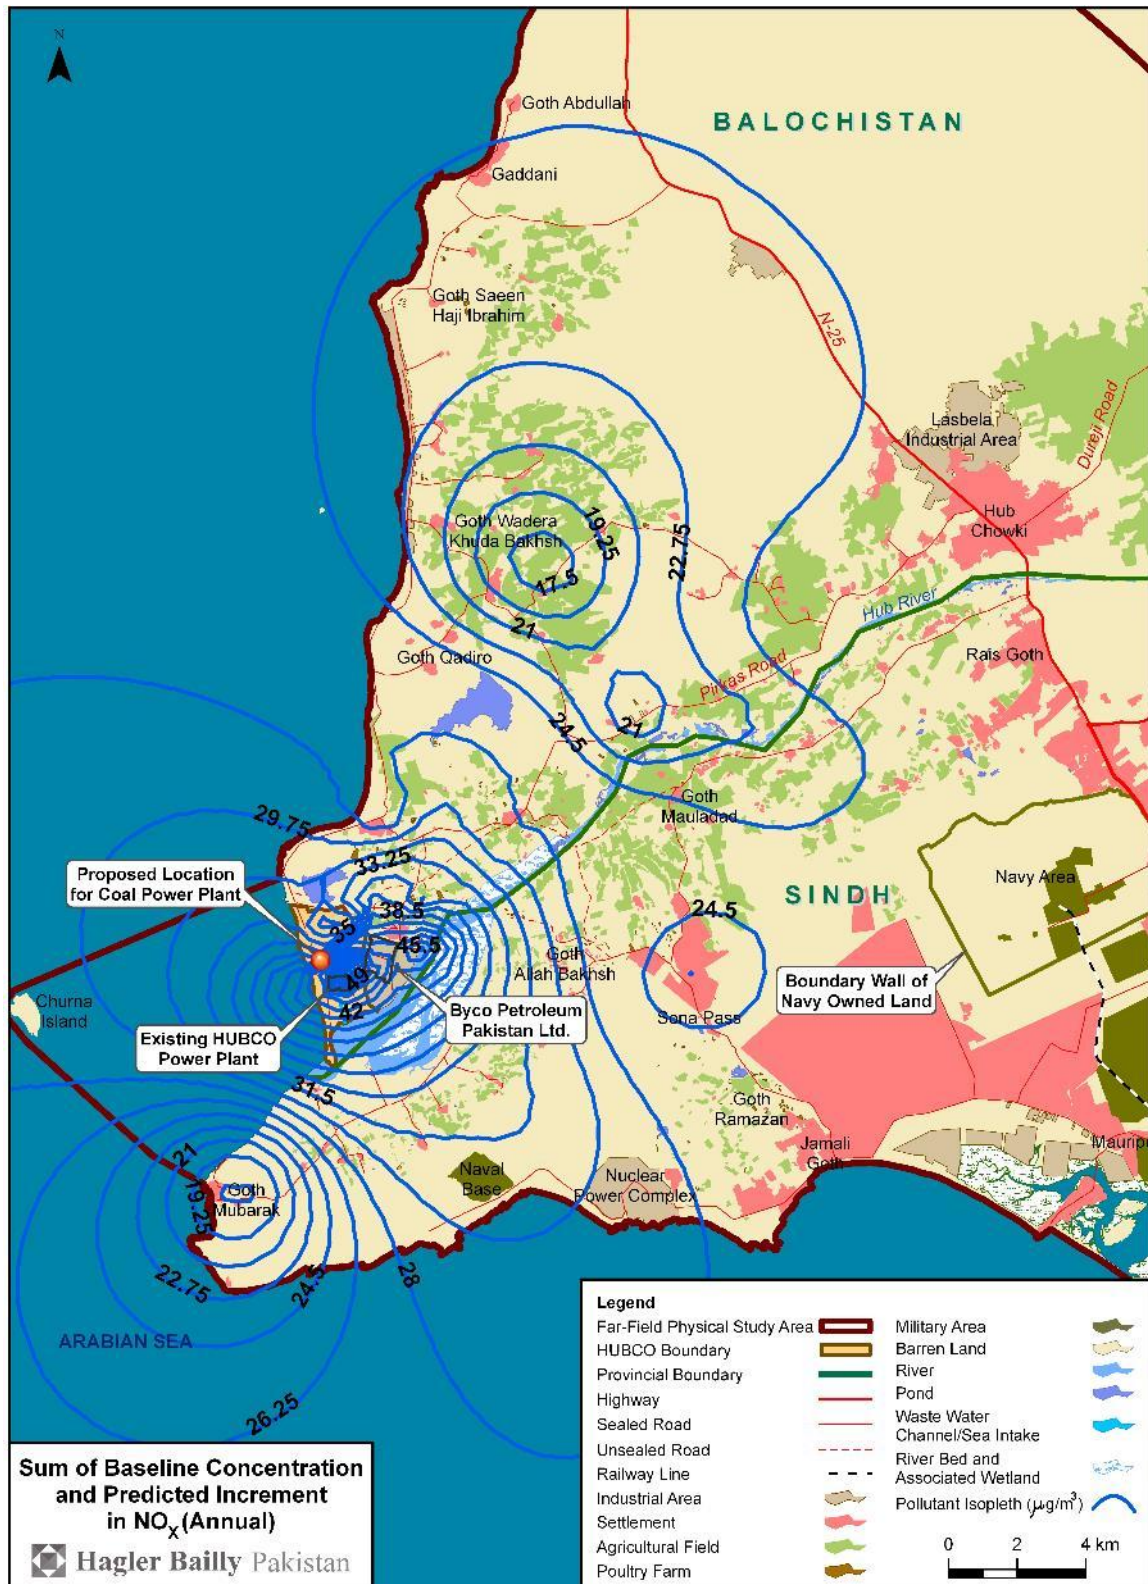 N
Goth Abdullah
BALOCHISTAN
Gaddani
Goth Saeen
Haji Ibrahim
N-25
Lasbela
Industrial Area
Dureji Road
Hub
Chowki
Goth Wadera
Khuda Bakhsh
19.25
22.75
17.5
21
Hub River
Goth Qadiro
Rais Goth
Pirkas Road
24.5
21
Goth
Mauladad
29.75
33.25
Proposed Location
for Coal Power Plant
Navy Area
SINDH
38.5
35
45.5
24.5
49
42
Goth
Allah Bakhsh
Boundary Wall of
Navy Owned Land
Churna
Island
Existing HUBCO
Power Plant
Byco Petroleum
Pakistan Ltd.
Sona Pass
31.5
Goth
Ramazan
21
19.25
Goth
Mubarak
Naval
Base
Nuclear
Power Complex
Jamali
Goth
Mauripu
22.75
24.5
28
ARABIAN SEA
26.25
Sum of Baseline Concentration
and Predicted Increment
in NOX(Annual)
Hagler Bailly Pakistan
Legend
Far-Field Physical Study Area
HUBCO Boundary
Provincial Boundary
Highway
Sealed Road
Unsealed Road
Railway Line
Industrial Area
Settlement
Agricultural Field
Poultry Farm
Military Area
Barren Land
River
Pond
Waste Water
Channel/Sea Intake
River Bed and
Associated Wetland
Pollutant Isopleth (μg/m³)
0 2 4 km